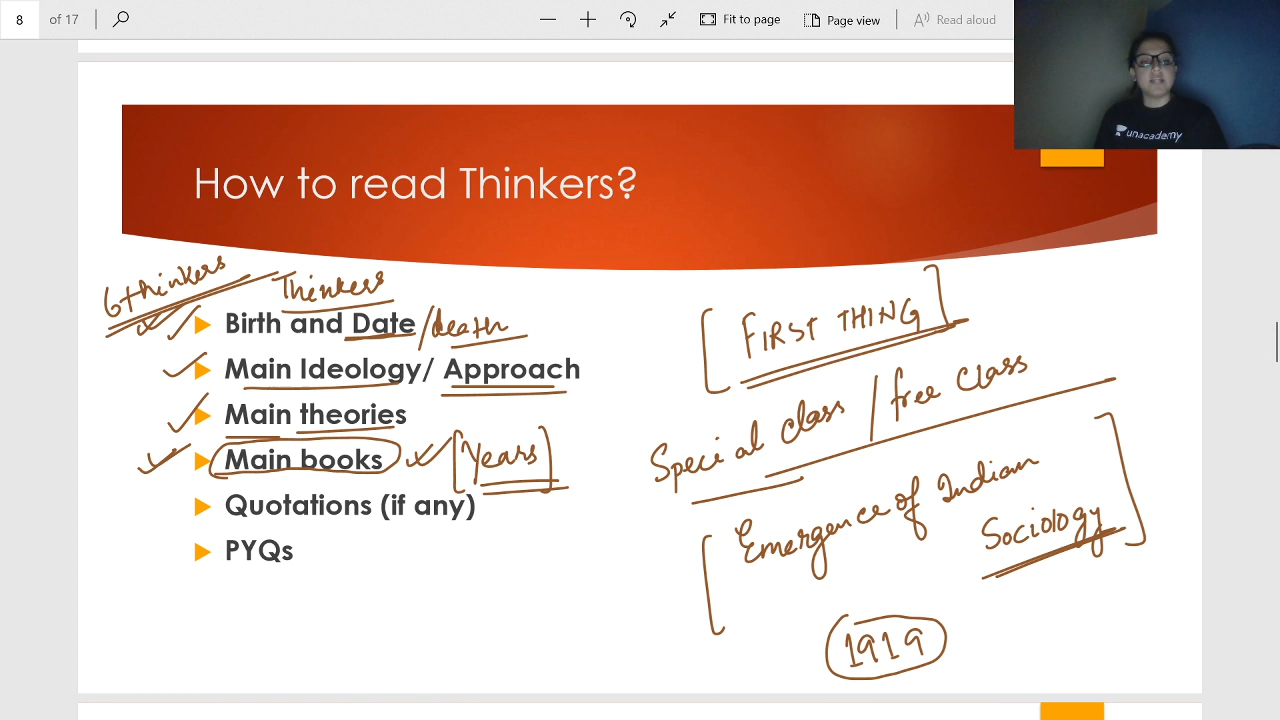 8 of 17
Fit to page
Page view
Read aloud
unacademy
How to read Thinkers?
6thinkers
Thinkers
Birth and Date /death
Main Ideology/ Approach
Main theories
Main books [Years]
Quotations (if any)
PYQs
[FIRST THING]
Special class / free class
[Emergence of Indian
Sociology]
1919